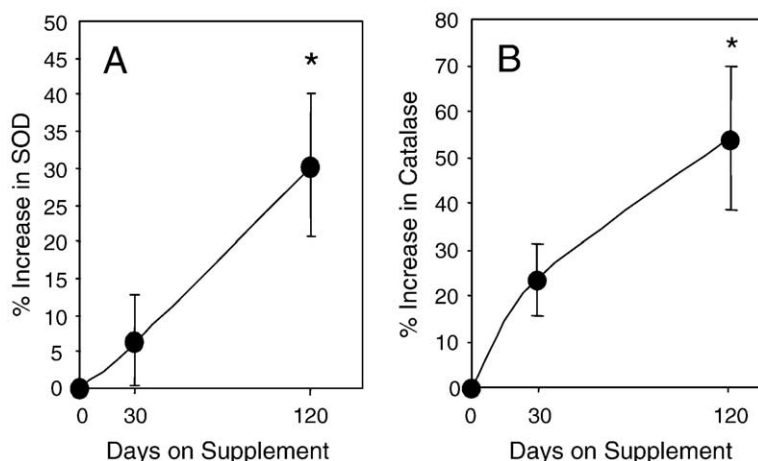 A
% Increase in SOD
50
45
40
35
30
25
20
15
10
5
0
*
0 30 120
Days on Supplement
B
% Increase in Catalase
80
70
60
50
40
30
20
10
0
*
0 30 120
Days on Supplement